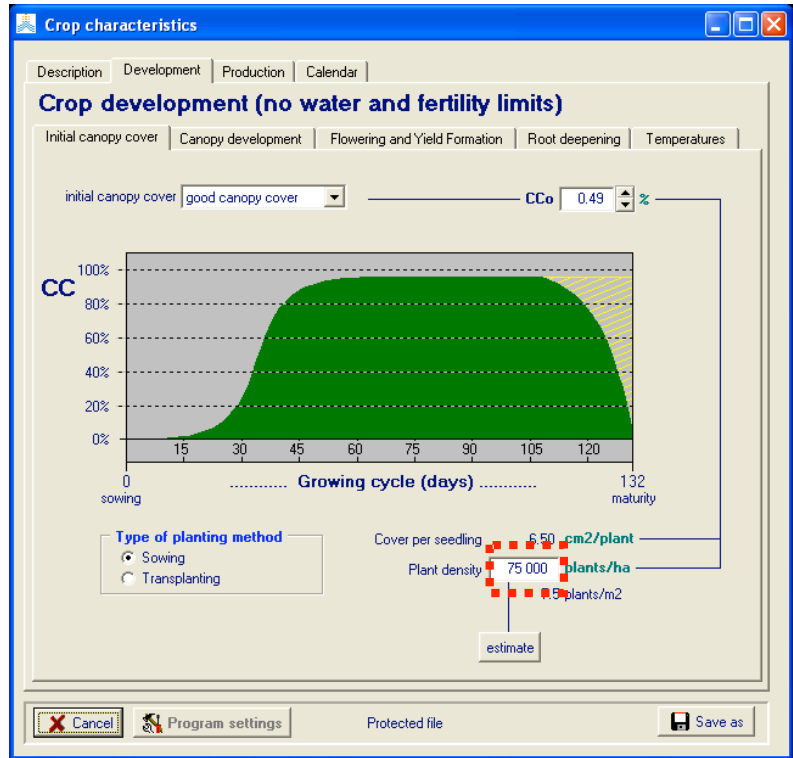 Crop characteristics
Description Development Production Calendar
Crop development (no water and fertility limits)
Initial canopy cover Canopy development Flowering and Yield Formation Root deepening Temperatures
initial canopy cover good canopy cover CCo 0.49 %
CC
100%
80%
60%
40%
20%
0%
15 30 45 60 75 90 105 120
0 ............ Growing cycle (days) ............ 132
sowing maturity
Type of planting method
Sowing
Transplanting
Cover per seedling 6.50 cm2/plant
Plant density 75 000 plants/ha
plants/m2
estimate
Cancel Program settings Protected file Save as